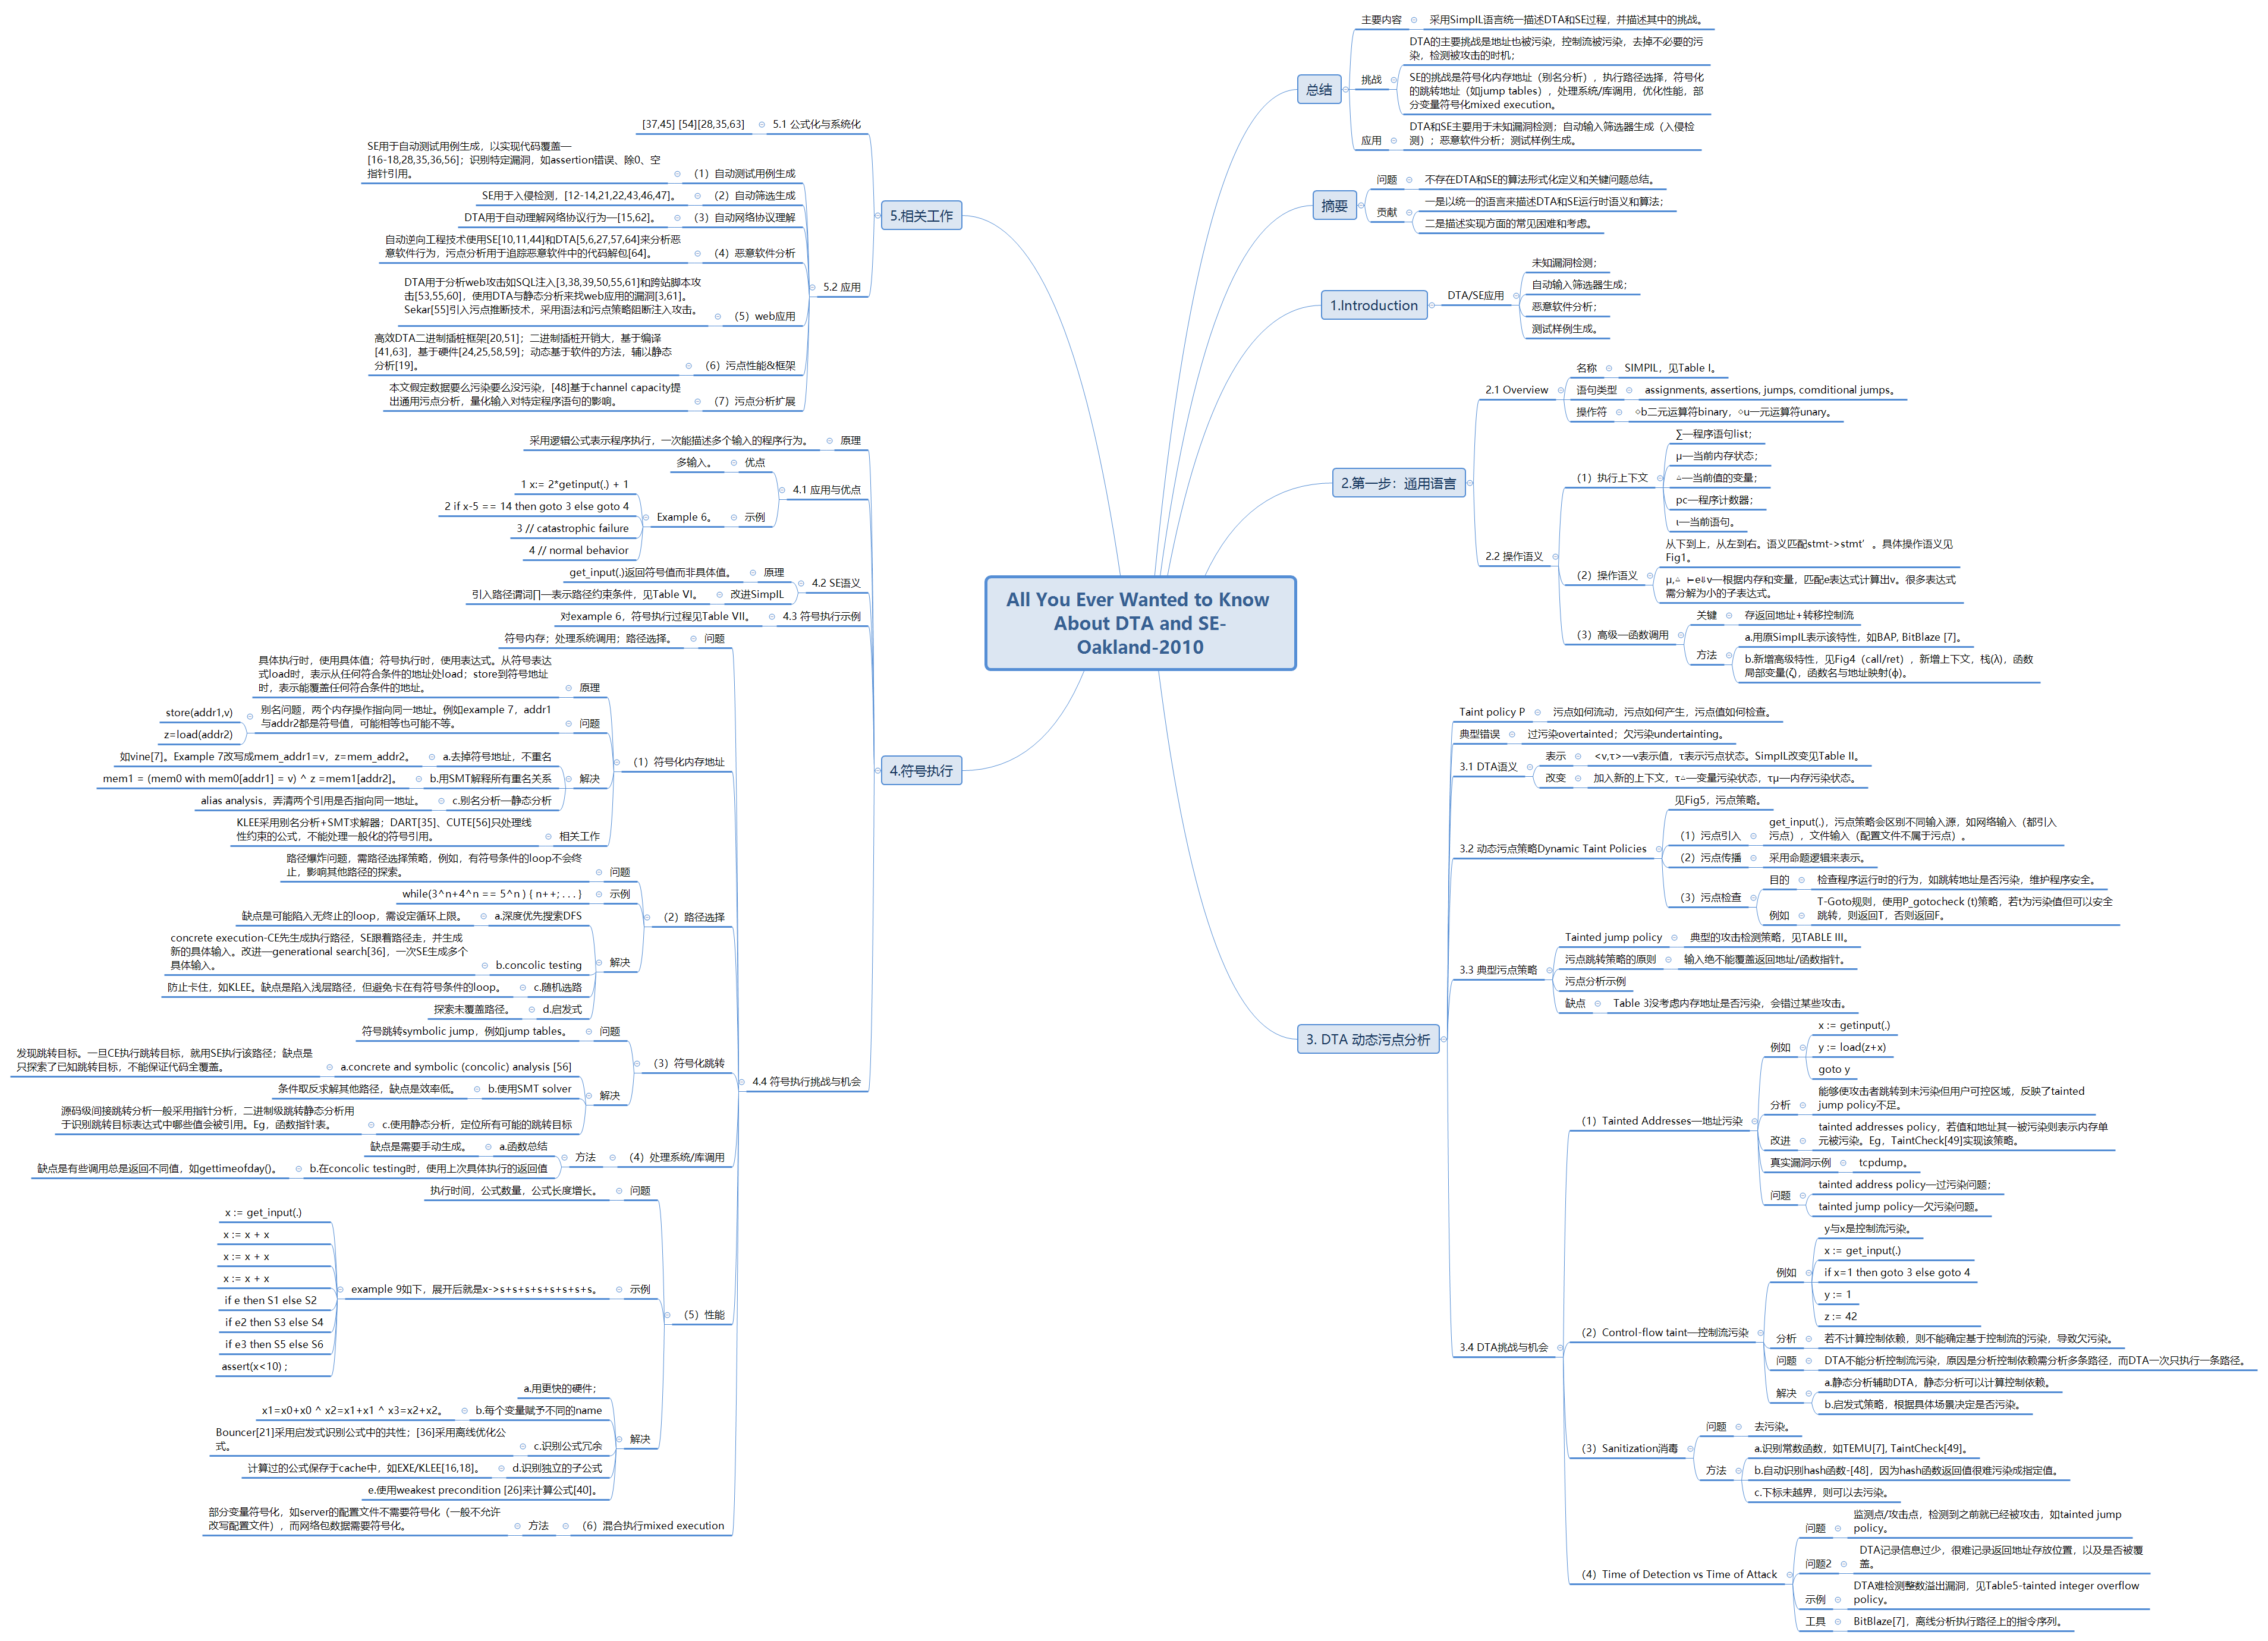 All You Ever Wanted to Know
About DTA and SE-
Oakland-2010
总结
主要内容
采用SimpIL语言统一描述DTA和SE过程，并描述其中的挑战。
挑战
DTA的主要挑战是地址也被污染，控制流被污染，去掉不必要的污
染，检测被攻击的时机；
SE的挑战是符号化内存地址（别名分析），执行路径选择，符号化
的跳转地址（如jump tables），处理系统/库调用，优化性能，部
分变量符号化mixed execution。
应用
DTA和SE主要用于未知漏洞检测；自动输入筛选器生成（入侵检
测）；恶意软件分析；测试样例生成。
摘要
问题
不存在DTA和SE的算法形式化定义和关键问题总结。
贡献
一是以统一的语言来描述DTA和SE运行时语义和算法；
二是描述实现方面的常见困难和考虑。
1.Introduction
DTA/SE应用
未知漏洞检测；
自动输入筛选器生成；
恶意软件分析；
测试样例生成。
2.第一步：通用语言
2.1 Overview
名称
SIMPIL，见Table I。
语句类型
assignments, assertions, jumps, comditional jumps。
操作符
◇b二元运算符binary，◇u一元运算符unary。
2.2 操作语义
（1）执行上下文
∑—程序语句list；
μ—当前内存状态；
▵—当前值的变量；
pc—程序计数器；
ι—当前语句。
（2）操作语义
从下到上，从左到右。语义匹配stmt->stmt′。具体操作语义见
Fig1。
μ,▵ ⊢e⇓v—根据内存和变量，匹配e表达式计算出v。很多表达式
需分解为小的子表达式。
（3）高级—函数调用
关键
存返回地址+转移控制流
方法
a.用原SimpIL表示该特性，如BAP, BitBlaze [7]。
b.新增高级特性，见Fig4（call/ret），新增上下文，栈(λ)，函数
局部变量(ζ)，函数名与地址映射(ϕ)。
3. DTA 动态污点分析
Taint policy P
污点如何流动，污点如何产生，污点值如何检查。
典型错误
过污染overtainted；欠污染undertainting。
3.1 DTA语义
表示
<v,τ>—v表示值，τ表示污点状态。SimpIL改变见Table II。
改变
加入新的上下文，τ▵—变量污染状态，τμ—内存污染状态。
3.2 动态污点策略Dynamic Taint Policies
见Fig5，污点策略。
（1）污点引入
get_input(.)，污点策略会区别不同输入源，如网络输入（都引入
污点），文件输入（配置文件不属于污点）。
（2）污点传播
采用命题逻辑来表示。
（3）污点检查
目的
检查程序运行时的行为，如跳转地址是否污染，维护程序安全。
例如
T-Goto规则，使用P_gotocheck (t)策略，若t为污染值但可以安全
跳转，则返回T，否则返回F。
3.3 典型污点策略
Tainted jump policy
典型的攻击检测策略，见TABLE III。
污点跳转策略的原则
输入绝不能覆盖返回地址/函数指针。
污点分析示例
缺点
Table 3没考虑内存地址是否污染，会错过某些攻击。
3.4 DTA挑战与机会
（1）Tainted Addresses—地址污染
例如
x := getinput(.)
y := load(z+x)
goto y
分析
能够使攻击者跳转到未污染但用户可控区域，反映了tainted
jump policy不足。
改进
tainted addresses policy，若值和地址其一被污染则表示内存单
元被污染。Eg，TaintCheck[49]实现该策略。
真实漏洞示例
tcpdump。
问题
tainted address policy—过污染问题；
tainted jump policy—欠污染问题。
（2）Control-flow taint—控制流污染
例如
y与x是控制流污染。
x := get_input(.)
if x=1 then goto 3 else goto 4
y := 1
z := 42
分析
若不计算控制依赖，则不能确定基于控制流的污染，导致欠污染。
问题
DTA不能分析控制流污染，原因是分析控制依赖需分析多条路径，而DTA一次只执行一条路径。
解决
a.静态分析辅助DTA，静态分析可以计算控制依赖。
b.启发式策略，根据具体场景决定是否污染。
（3）Sanitization消毒
问题
去污染。
方法
a.识别常数函数，如TEMU[7], TaintCheck[49]。
b.自动识别hash函数-[48]，因为hash函数返回值很难污染成指定值。
c.下标未越界，则可以去污染。
（4）Time of Detection vs Time of Attack
问题
监测点/攻击点，检测到之前就已经被攻击，如tainted jump
policy。
问题2
DTA记录信息过少，很难记录返回地址存放位置，以及是否被覆
盖。
示例
DTA难检测整数溢出漏洞，见Table5-tainted integer overflow
policy。
工具
BitBlaze[7]，离线分析执行路径上的指令序列。
4.符号执行
原理
采用逻辑公式表示程序执行，一次能描述多个输入的程序行为。
4.1 应用与优点
优点
多输入。
示例
Example 6。
1 x:= 2*getinput(.) + 1
2 if x-5 == 14 then goto 3 else goto 4
3 // catastrophic failure
4 // normal behavior
4.2 SE语义
原理
get_input(.)返回符号值而非具体值。
改进SimpIL
引入路径谓词∏—表示路径约束条件，见Table VI。
4.3 符号执行示例
对example 6，符号执行过程见Table VII。
4.4 符号执行挑战与机会
问题
符号内存；处理系统调用；路径选择。
（1）符号化内存地址
原理
具体执行时，使用具体值；符号执行时，使用表达式。从符号表达
式load时，表示从任何符合条件的地址处load；store到符号地址
时，表示能覆盖任何符合条件的地址。
问题
别名问题，两个内存操作指向同一地址。例如example 7，addr1
与addr2都是符号值，可能相等也可能不等。
store(addr1,v)
z=load(addr2)
解决
a.去掉符号地址，不重名
如vine[7]。Example 7改写成mem_addr1=v，z=mem_addr2。
b.用SMT解释所有重名关系
mem1 = (mem0 with mem0[addr1] = v) ^ z =mem1[addr2]。
c.别名分析—静态分析
alias analysis，弄清两个引用是否指向同一地址。
相关工作
KLEE采用别名分析+SMT求解器；DART[35]、CUTE[56]只处理线
性约束的公式，不能处理一般化的符号引用。
（2）路径选择
问题
路径爆炸问题，需路径选择策略，例如，有符号条件的loop不会终
止，影响其他路径的探索。
示例
while(3^n+4^n == 5^n ) { n++; . . . }
解决
a.深度优先搜索DFS
缺点是可能陷入无终止的loop，需设定循环上限。
b.concolic testing
concrete execution-CE先生成执行路径，SE跟着路径走，并生成
新的具体输入。改进—generational search[36]，一次SE生成多个
具体输入。
c.随机选路
防止卡住，如KLEE。缺点是陷入浅层路径，但避免卡在有符号条件的loop。
d.启发式
探索未覆盖路径。
（3）符号化跳转
问题
符号跳转symbolic jump，例如jump tables。
解决
a.concrete and symbolic (concolic) analysis [56]
发现跳转目标。一旦CE执行跳转目标，就用SE执行该路径；缺点是
只探索了已知跳转目标，不能保证代码全覆盖。
b.使用SMT solver
条件取反求解其他路径，缺点是效率低。
c.使用静态分析，定位所有可能的跳转目标
源码级间接跳转分析一般采用指针分析，二进制级跳转静态分析用
于识别跳转目标表达式中哪些值会被引用。Eg，函数指针表。
（4）处理系统/库调用
方法
a.函数总结
缺点是需要手动生成。
b.在concolic testing时，使用上次具体执行的返回值
缺点是有些调用总是返回不同值，如gettimeofday()。
（5）性能
问题
执行时间，公式数量，公式长度增长。
示例
example 9如下，展开后就是x->s+s+s+s+s+s+s+s。
x := get_input(.)
x := x + x
x := x + x
x := x + x
if e then S1 else S2
if e2 then S3 else S4
if e3 then S5 else S6
assert(x<10) ;
解决
a.用更快的硬件；
b.每个变量赋予不同的name
x1=x0+x0 ^ x2=x1+x1 ^ x3=x2+x2。
c.识别公式冗余
Bouncer[21]采用启发式识别公式中的共性；[36]采用离线优化公
式。
d.识别独立的子公式
计算过的公式保存于cache中，如EXE/KLEE[16,18]。
e.使用weakest precondition [26]来计算公式[40]。
（6）混合执行mixed execution
方法
部分变量符号化，如server的配置文件不需要符号化（一般不允许
改写配置文件），而网络包数据需要符号化。
5.相关工作
5.1 公式化与系统化
[37,45] [54][28,35,63]
5.2 应用
（1）自动测试用例生成
SE用于自动测试用例生成，以实现代码覆盖—
[16-18,28,35,36,56]；识别特定漏洞，如assertion错误、除0、空
指针引用。
（2）自动筛选生成
SE用于入侵检测，[12-14,21,22,43,46,47]。
（3）自动网络协议理解
DTA用于自动理解网络协议行为—[15,62]。
（4）恶意软件分析
自动逆向工程技术使用SE[10,11,44]和DTA[5,6,27,57,64]来分析恶
意软件行为，污点分析用于追踪恶意软件中的代码解包[64]。
（5）web应用
DTA用于分析web攻击如SQL注入[3,38,39,50,55,61]和跨站脚本攻
击[53,55,60]，使用DTA与静态分析来找web应用的漏洞[3,61]。
Sekar[55]引入污点推断技术，采用语法和污点策略阻断注入攻击。
（6）污点性能&框架
高效DTA二进制插桩框架[20,51]；二进制插桩开销大，基于编译
[41,63]，基于硬件[24,25,58,59]；动态基于软件的方法，辅以静态
分析[19]。
（7）污点分析扩展
本文假定数据要么污染要么没污染，[48]基于channel capacity提
出通用污点分析，量化输入对特定程序语句的影响。